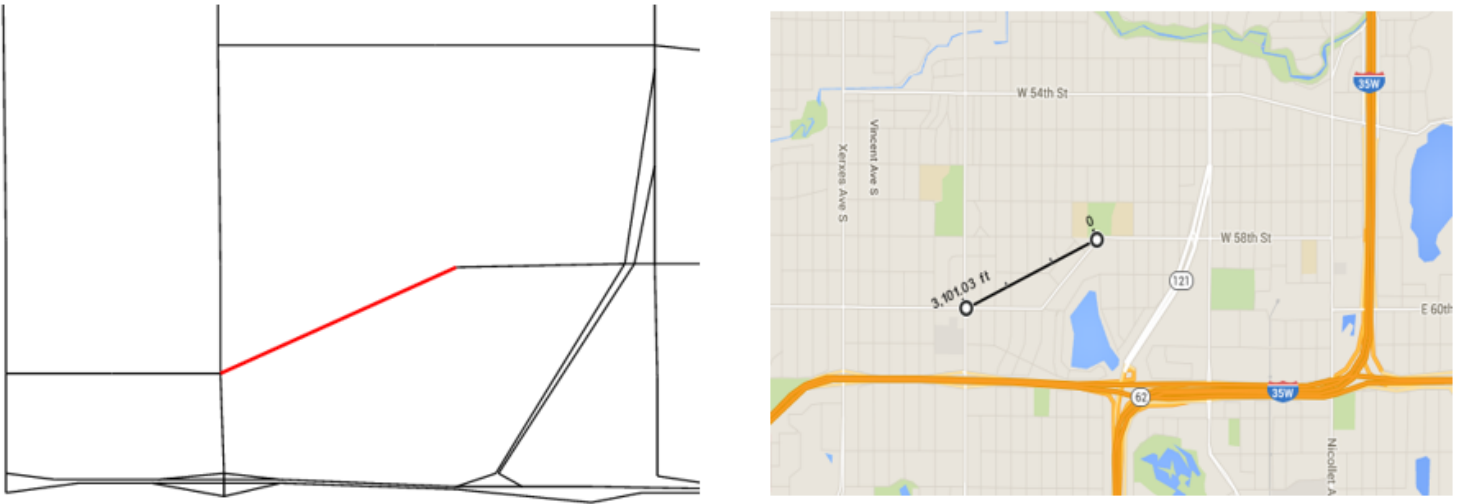 35W
W 54th St
Vincent Ave S
Xerxes Ave S
0
W 58th St
3,101.03 ft
121
E 60th
62
35W
Nicollet A